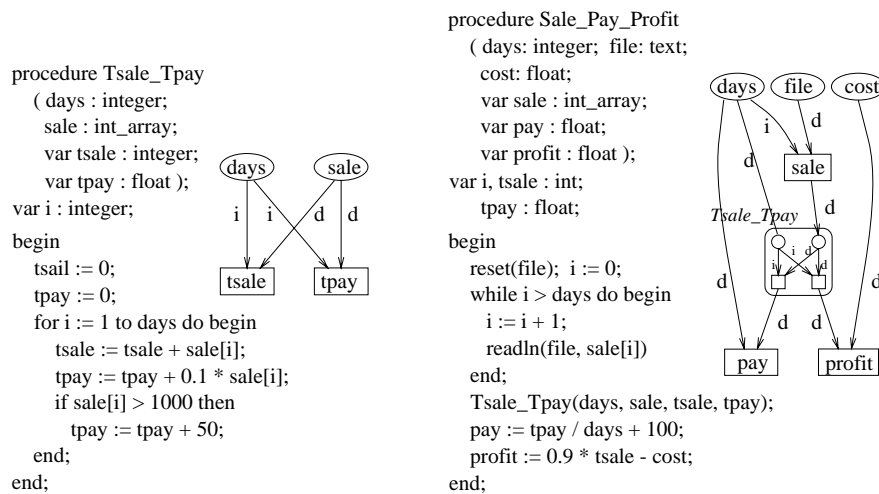 procedure Tsale_Tpay
( days : integer;
sale : int_array;
var tsale : integer;
var tpay : float );
var i : integer;
begin
tsail := 0;
tpay := 0;
for i := 1 to days do begin
tsale := tsale + sale[i];
tpay := tpay + 0.1 * sale[i];
if sale[i] > 1000 then
tpay := tpay + 50;
end;
end;
days sale
i i d d
tsale tpay
procedure Sale_Pay_Profit
( days: integer; file: text;
cost: float;
var sale : int_array;
var pay : float;
var profit : float );
var i, tsale : int;
tpay : float;
begin
reset(file); i := 0;
while i > days do begin
i := i + 1;
readln(file, sale[i])
end;
Tsale_Tpay(days, sale, tsale, tpay);
pay := tpay / days + 100;
profit := 0.9 * tsale - cost;
end;
days file cost
i d
d sale
d
Tsale_Tpay
i d
i d
d d d d
pay profit